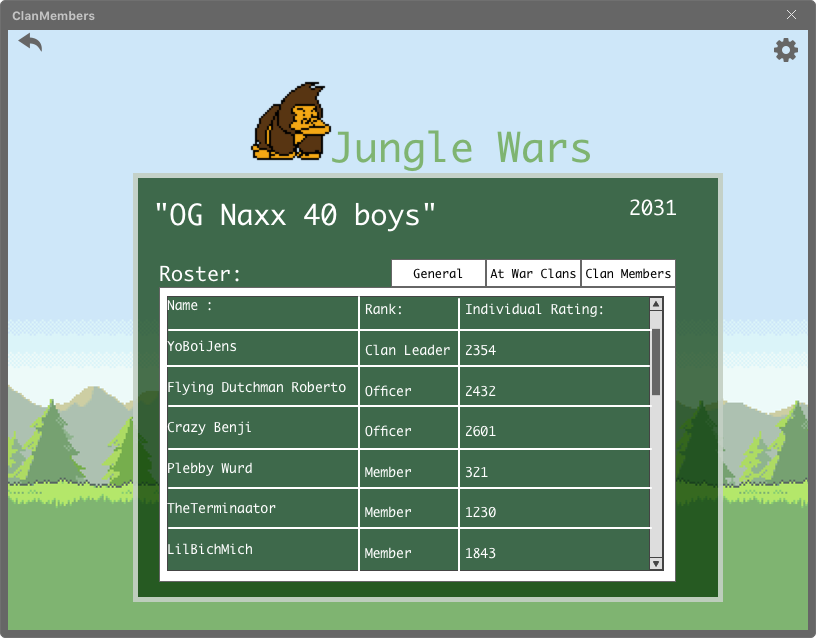 ClanMembers
Jungle Wars
"OG Naxx 40 boys" 2031
Roster: General At War Clans Clan Members
Name : Rank: Individual Rating:
YoBoiJens Clan Leader 2354
Flying Dutchman Roberto Officer 2432
Crazy Benji Officer 2601
Plebby Wurd Member 321
TheTerminaator Member 1230
LilBichMich Member 1843